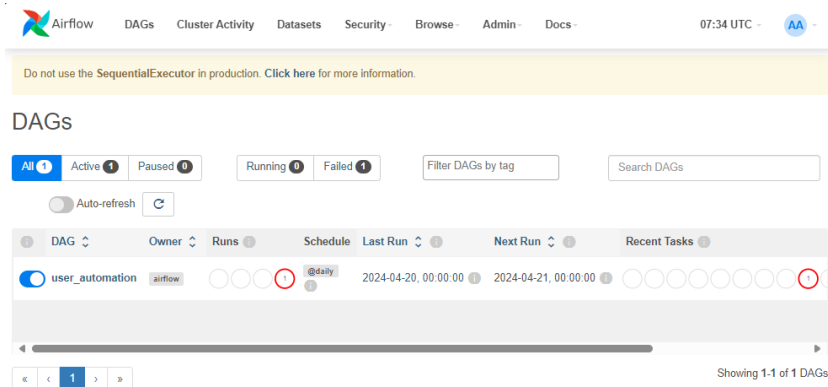 Airflow DAGs Cluster Activity Datasets Security Browse Admin Docs 07:34 UTC AA
Do not use the SequentialExecutor in production. Click here for more information.
DAGs
All 1 Active 1 Paused 0 Running 0 Failed 1 Filter DAGs by tag Search DAGs
Auto-refresh
DAG Owner Runs Schedule Last Run Next Run Recent Tasks
user_automation airflow 1 @daily 2024-04-20, 00:00:00 2024-04-21, 00:00:00 1
« ‹ 1 › » Showing 1-1 of 1 DAGs